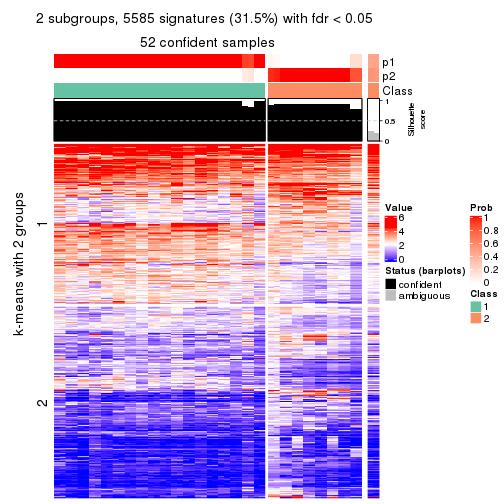 2 subgroups, 5585 signatures (31.5%) with fdr < 0.05
52 confident samples
p1
p2
Class
1
0.5
0
Silhouette
score
k-means with 2 groups
1
2
Value
6
4
2
0
Status (barplots)
confident
ambiguous
Prob
1
0.8
0.6
0.4
0.2
0
Class
1
2